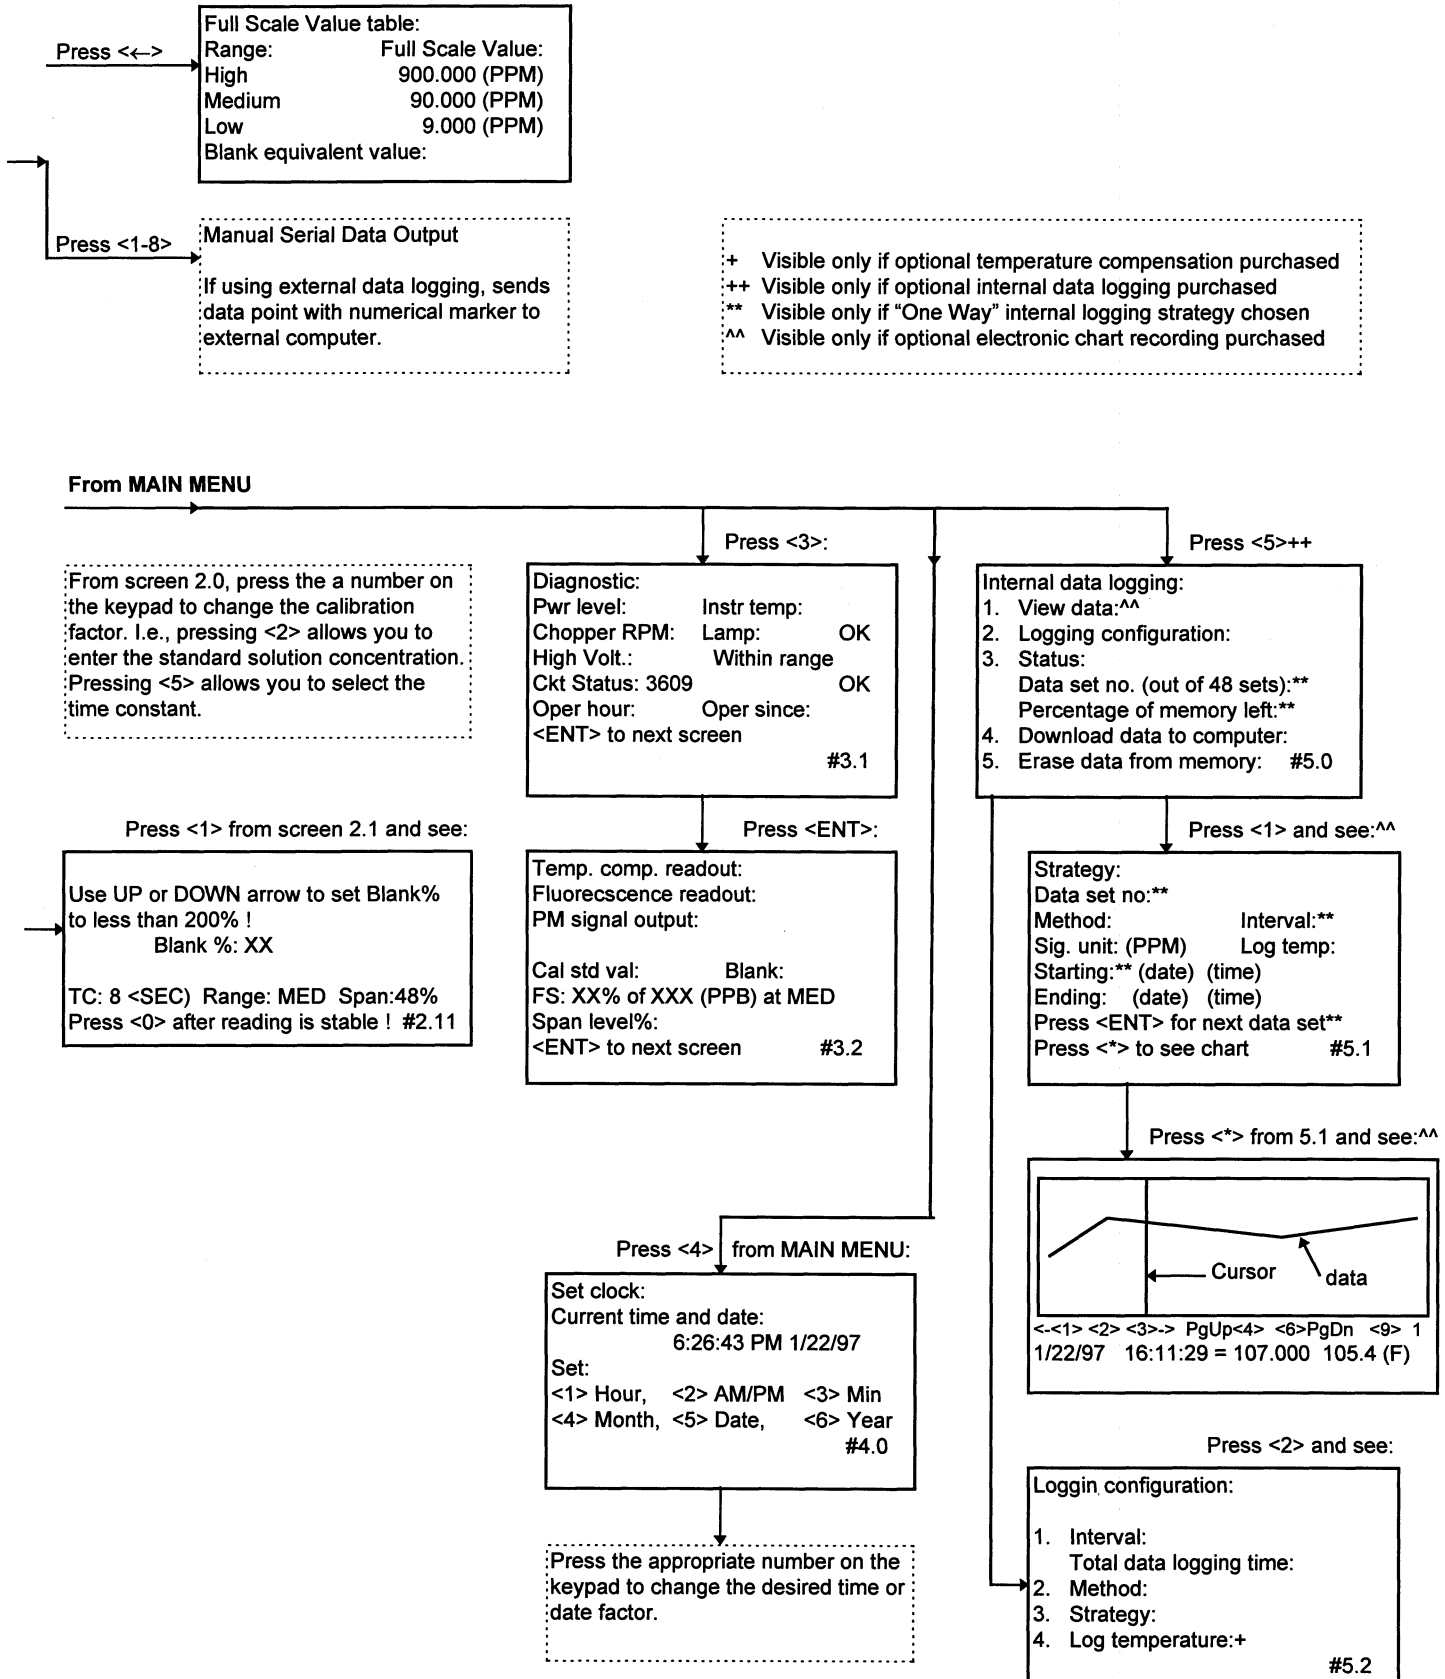 Press <←>
Full Scale Value table:
Range: Full Scale Value:
High 900.000 (PPM)
Medium 90.000 (PPM)
Low 9.000 (PPM)
Blank equivalent value:
Press <1-8>
Manual Serial Data Output
If using external data logging, sends
data point with numerical marker to
external computer.
+ Visible only if optional temperature compensation purchased
++ Visible only if optional internal data logging purchased
** Visible only if “One Way” internal logging strategy chosen
^^ Visible only if optional electronic chart recording purchased
From MAIN MENU
From screen 2.0, press the a number on
the keypad to change the calibration
factor. I.e., pressing <2> allows you to
enter the standard solution concentration.
Pressing <5> allows you to select the
time constant.
Press <1> from screen 2.1 and see:
Use UP or DOWN arrow to set Blank%
to less than 200% !
Blank %: XX
TC: 8 <SEC) Range: MED Span:48%
Press <0> after reading is stable ! #2.11
Press <3>:
Diagnostic:
Pwr level: Instr temp:
Chopper RPM: Lamp: OK
High Volt.: Within range
Ckt Status: 3609 OK
Oper hour: Oper since:
<ENT> to next screen
#3.1
Press <ENT>:
Temp. comp. readout:
Fluorecscence readout:
PM signal output:
Cal std val: Blank:
FS: XX% of XXX (PPB) at MED
Span level%:
<ENT> to next screen #3.2
Press <4> from MAIN MENU:
Set clock:
Current time and date:
6:26:43 PM 1/22/97
Set:
<1> Hour, <2> AM/PM <3> Min
<4> Month, <5> Date, <6> Year
#4.0
Press the appropriate number on the
keypad to change the desired time or
date factor.
Press <5>++
Internal data logging:
1. View data:^^
2. Logging configuration:
3. Status:
Data set no. (out of 48 sets):**
Percentage of memory left:**
4. Download data to computer:
5. Erase data from memory: #5.0
Press <1> and see:^^
Strategy:
Data set no:**
Method: Interval:**
Sig. unit: (PPM) Log temp:
Starting:** (date) (time)
Ending: (date) (time)
Press <ENT> for next data set**
Press <*> to see chart #5.1
Press <*> from 5.1 and see:^^
Cursor
data
<-<1> <2> <3>-> PgUp<4> <6>PgDn <9> 1
1/22/97 16:11:29 = 107.000 105.4 (F)
Press <2> and see:
Loggin configuration:
1. Interval:
Total data logging time:
2. Method:
3. Strategy:
4. Log temperature:+
#5.2